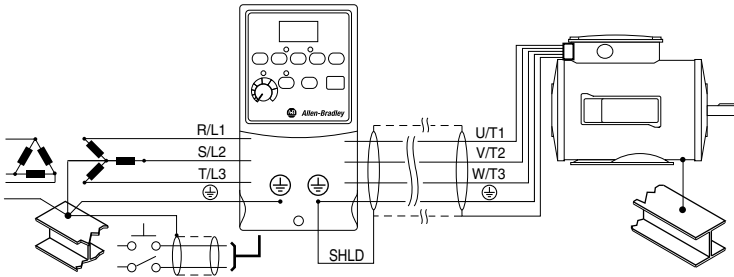 Allen-Bradley
R/L1
S/L2
T/L3
U/T1
V/T2
W/T3
SHLD